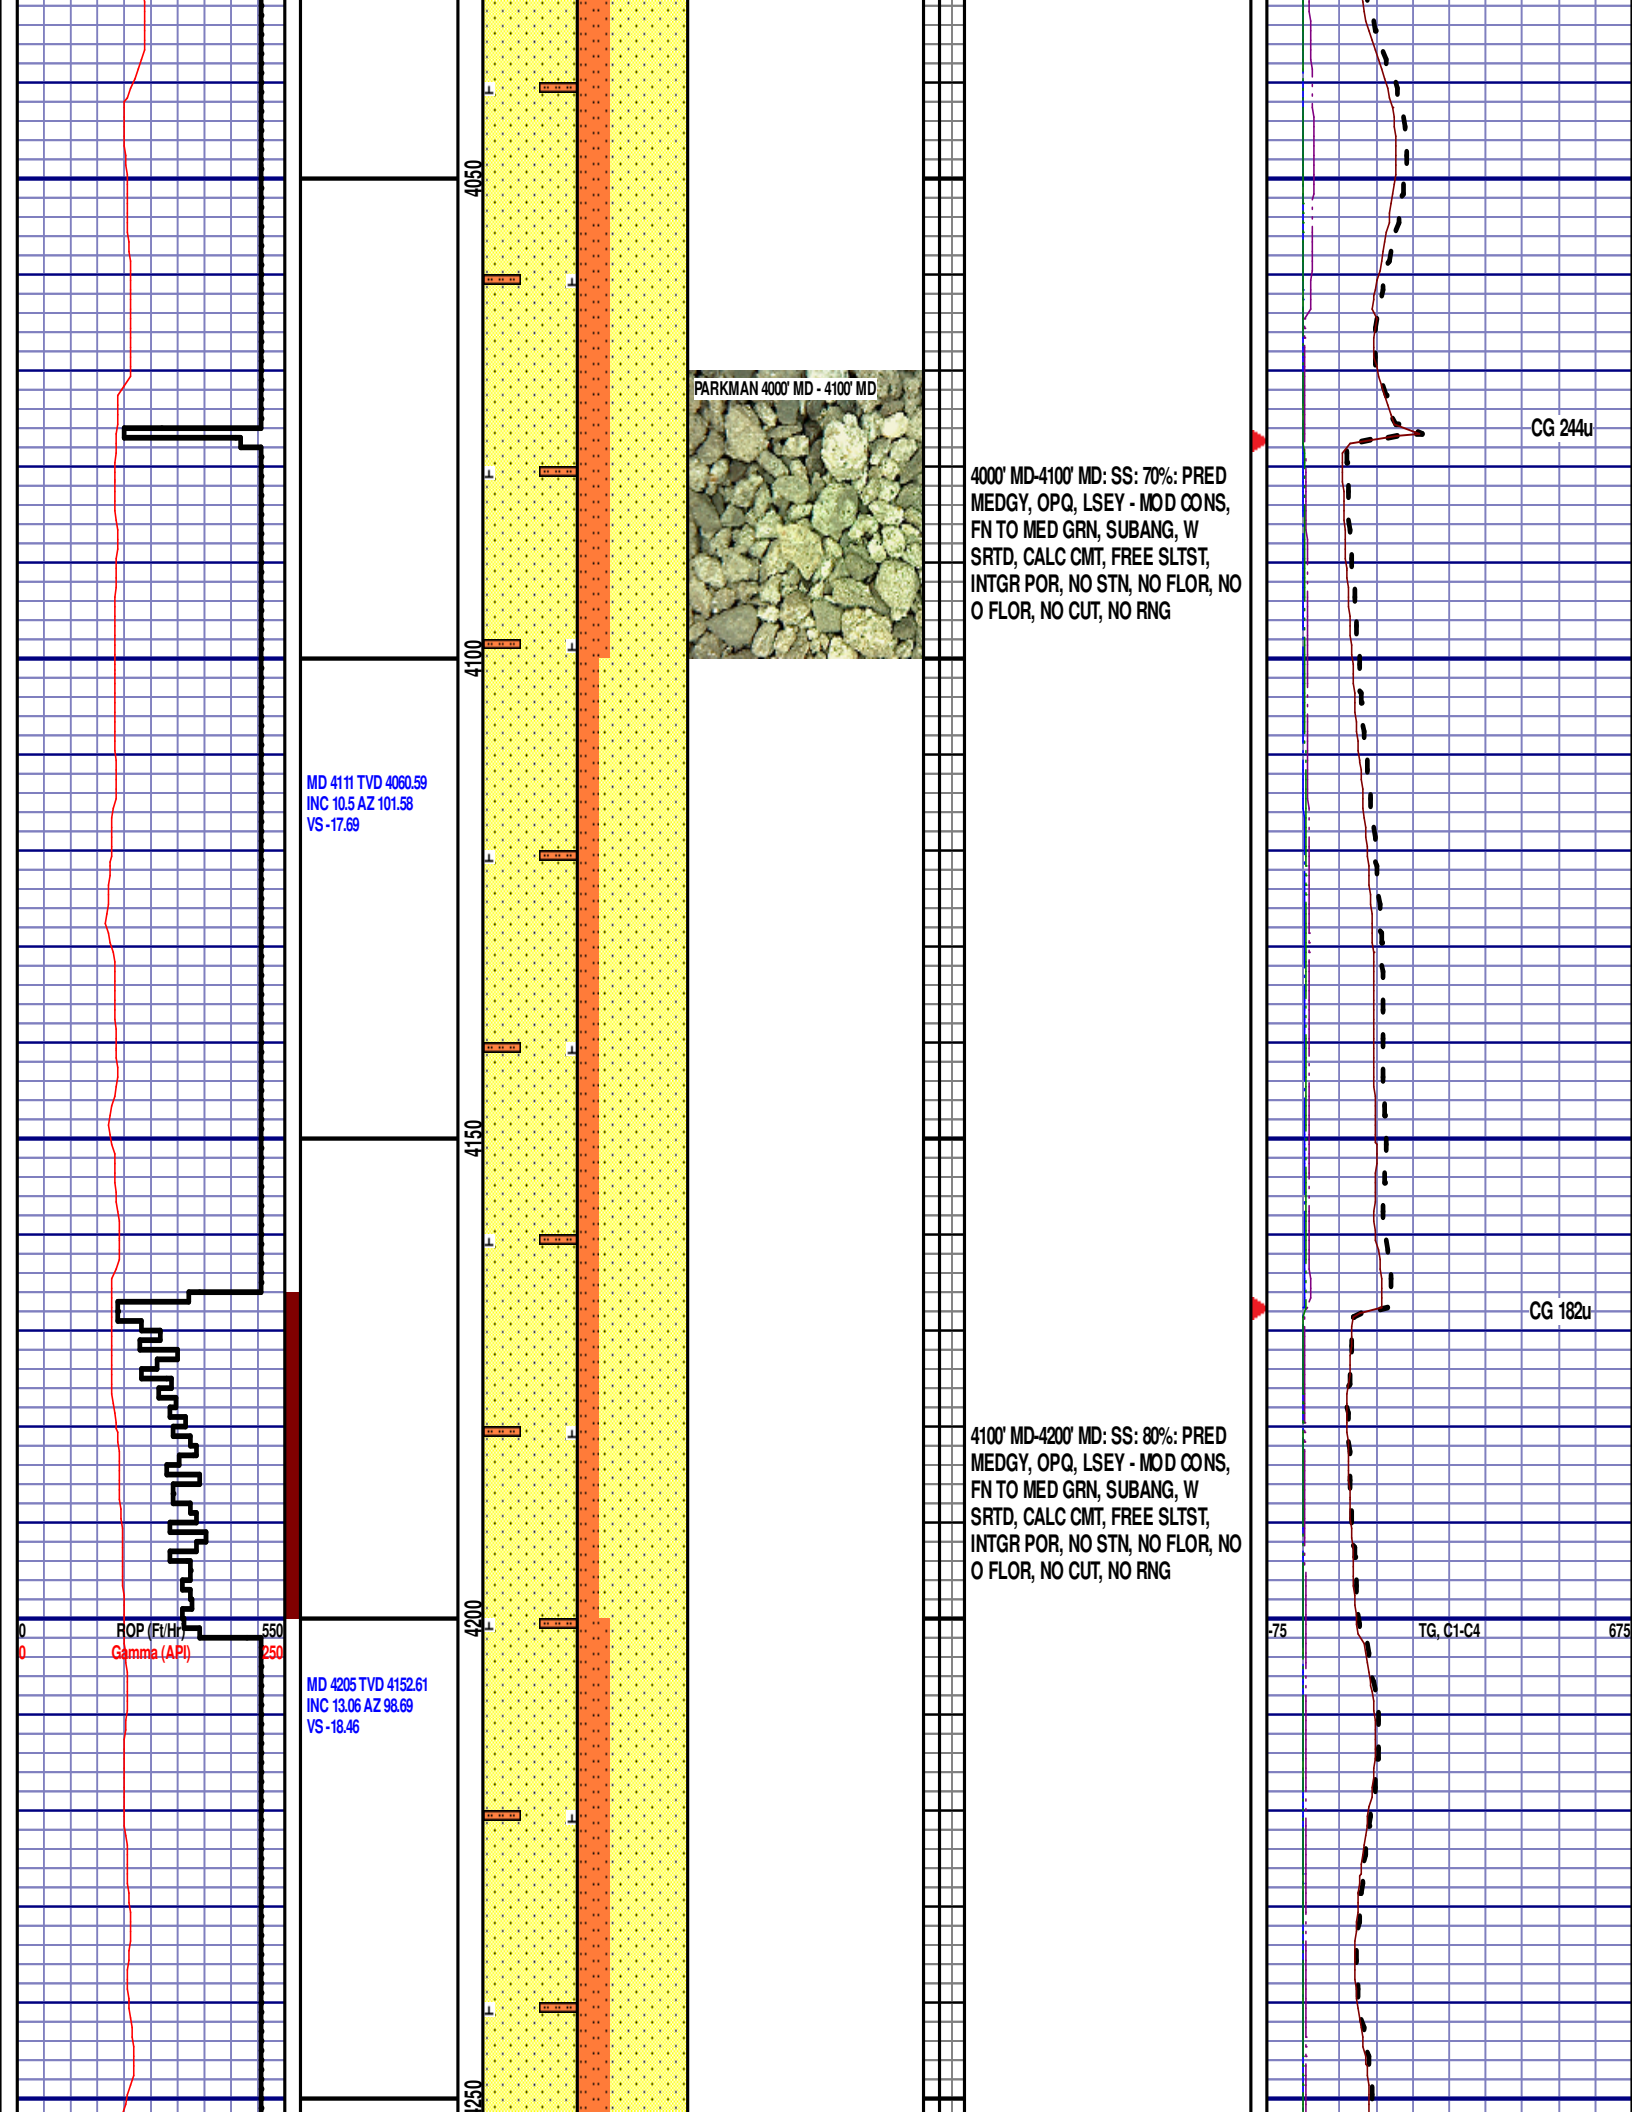 4050
PARKMAN 4000' MD - 4100' MD
CG 244u
4000' MD-4100' MD: SS: 70%: PRED
MEDGY, OPQ, LSEY - MOD CONS,
FN TO MED GRN, SUBANG, W
SRTD, CALC CMT, FREE SLTST,
INTGR POR, NO STN, NO FLOR, NO
O FLOR, NO CUT, NO RNG
4100
MD 4111 TVD 4060.59
INC 10.5 AZ 101.58
VS -17.69
4150
CG 182u
4100' MD-4200' MD: SS: 80%: PRED
MEDGY, OPQ, LSEY - MOD CONS,
FN TO MED GRN, SUBANG, W
SRTD, CALC CMT, FREE SLTST,
INTGR POR, NO STN, NO FLOR, NO
O FLOR, NO CUT, NO RNG
4200
0 ROP (Ft/Hr) 550
0 Gamma (API) 250
-75 TG, C1-C4 675
MD 4205 TVD 4152.61
INC 13.06 AZ 98.69
VS -18.46
4250